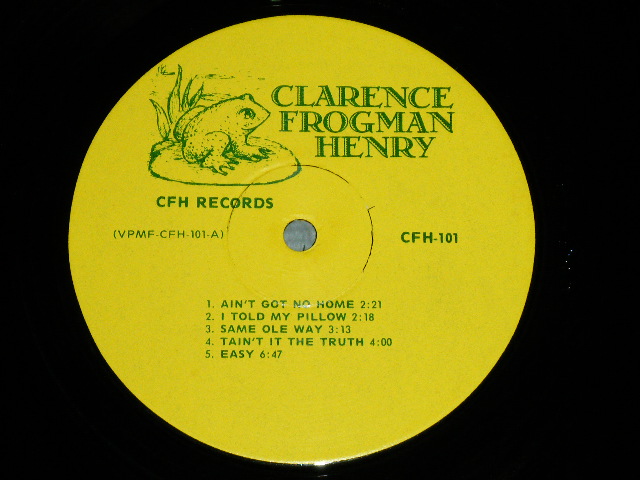 CLARENCE
FROGMAN
HENRY
CFH RECORDS
(VPMF-CFH-101-A)
CFH-101
1. AIN'T GOT NO HOME 2:21
2. I TOLD MY PILLOW 2:18
3. SAME OLE WAY 3:13
4. TAIN'T IT THE TRUTH 4:00
5. EASY 6:47